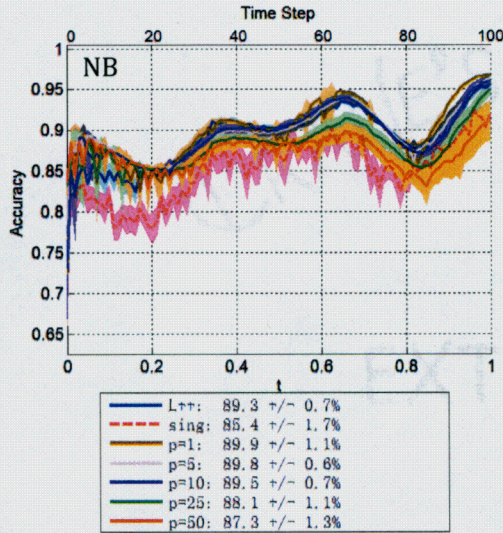 Time Step
0 20 40 60 80 100
1
NB
0.95
0.9
0.85
0.8
0.75
0.7
0.65
Accuracy
0 0.2 0.4 0.6 0.8 1
t
L++: 89.3 +/- 0.7%
sing: 85.4 +/- 1.7%
p=1: 89.9 +/- 1.1%
p=5: 89.8 +/- 0.6%
p=10: 89.5 +/- 0.7%
p=25: 88.1 +/- 1.1%
p=50: 87.3 +/- 1.3%